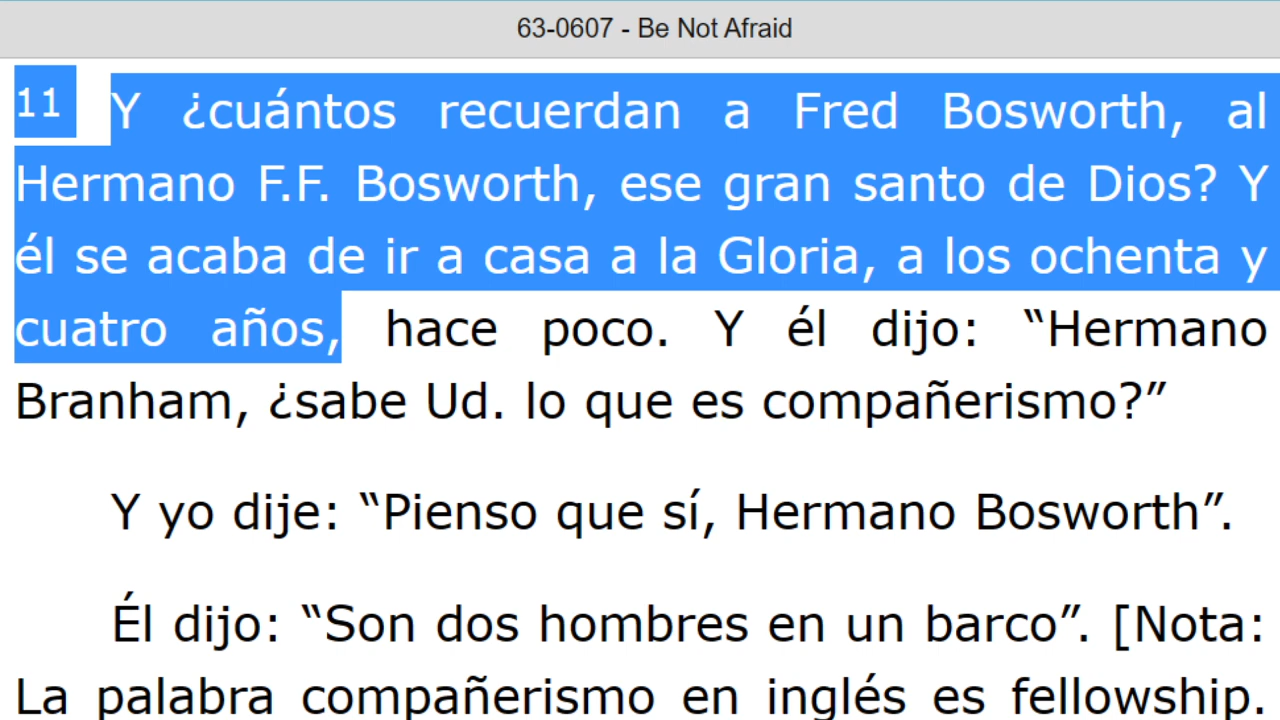 63-0607 - Be Not Afraid
11 Y ¿cuántos recuerdan a Fred Bosworth, al
Hermano F.F. Bosworth, ese gran santo de Dios? Y
él se acaba de ir a casa a la Gloria, a los ochenta y
cuatro años, hace poco. Y él dijo: “Hermano
Branham, ¿sabe Ud. lo que es compañerismo?”
Y yo dije: “Pienso que sí, Hermano Bosworth”.
Él dijo: “Son dos hombres en un barco”. [Nota:
La palabra compañerismo en inglés es fellowship.